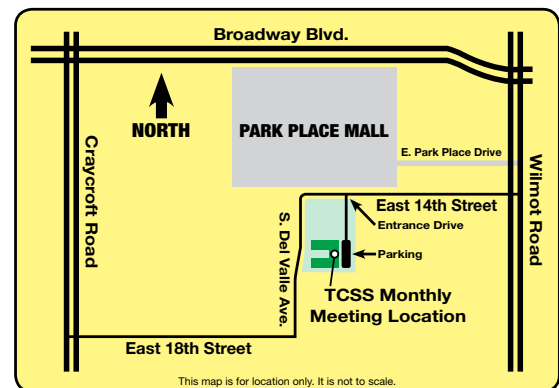 Broadway Blvd.
NORTH
PARK PLACE MALL
E. Park Place Drive
Craycroft Road
Wilmot Road
East 14th Street
Entrance Drive
S. Del Valle Ave.
Parking
TCSS Monthly
Meeting Location
East 18th Street
This map is for location only. It is not to scale.